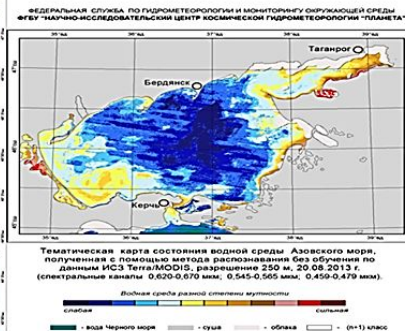 ФЕДЕРАЛЬНАЯ СЛУЖБА ПО ГИДРОМЕТЕОРОЛОГИИ И МОНИТОРИНГУ ОКРУЖАЮЩЕЙ СРЕДЫ
ФГБУ "НАУЧНО-ИССЛЕДОВАТЕЛЬСКИЙ ЦЕНТР КОСМИЧЕСКОЙ ГИДРОМЕТЕОРОЛОГИИ "ПЛАНЕТА"
Таганрог
Бердянск
Керчь
Тематическая карта состояния водной среды Азовского моря,
полученная с помощью метода распознавания без обучения по
данным ИСЗ Terra/MODIS, разрешение 250 м, 20.08.2013 г.
(спектральные каналы 0,620-0,670 мкм; 0,545-0,565 мкм; 0,459-0,479 мкм).
Водная среда разной степени мутности
слабая сильная
- вода Черного моря - суша - облака - (n+1) класс